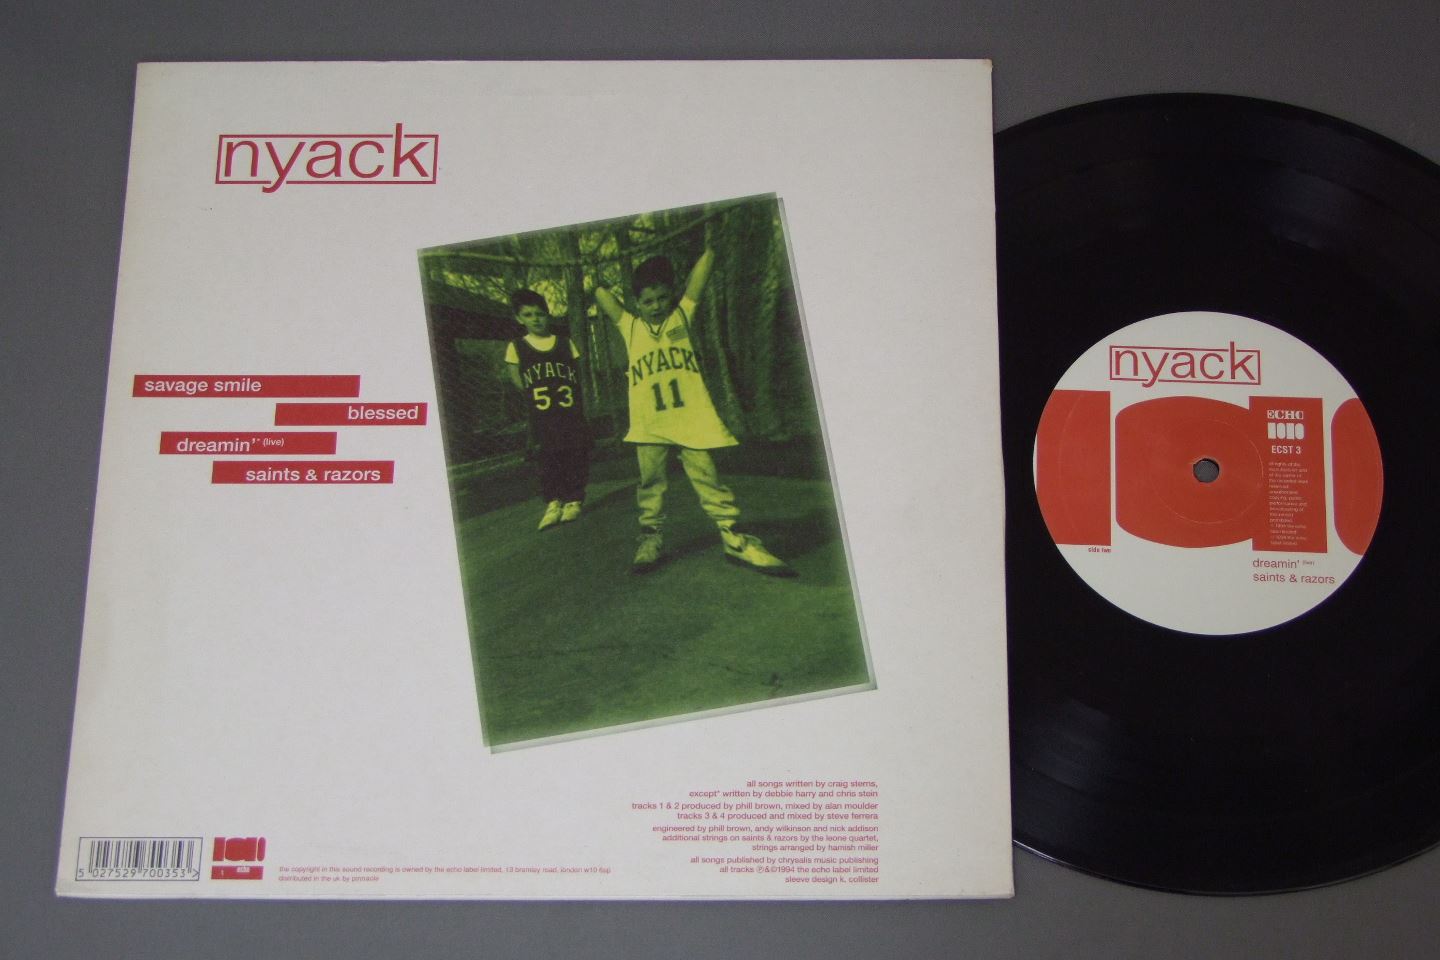 nyack
savage smile
blessed
dreamin'* (live)
saints & razors
NYACK
53
NYACK
11
all songs written by craig sterns,
except* written by debbie harry and chris stein
tracks 1 & 2 produced by phill brown, mixed by alan moulder
tracks 3 & 4 produced and mixed by steve ferrera
engineered by phill brown, andy wilkinson and nick addison
additional strings on saints & razors by the leone quartet,
strings arranged by hamish miller
all songs published by chrysalis music publishing
all tracks ℗&©1994 the echo label limited
sleeve design k. collister
5 027529 700353 >
echo
the copyright in this sound recording is owned by the echo label limited, 13 bramley road, london w10 6sp
distributed in the uk by pinnacle
nyack
ECHO
ECST 3
side two
dreamin' (live)
saints & razors